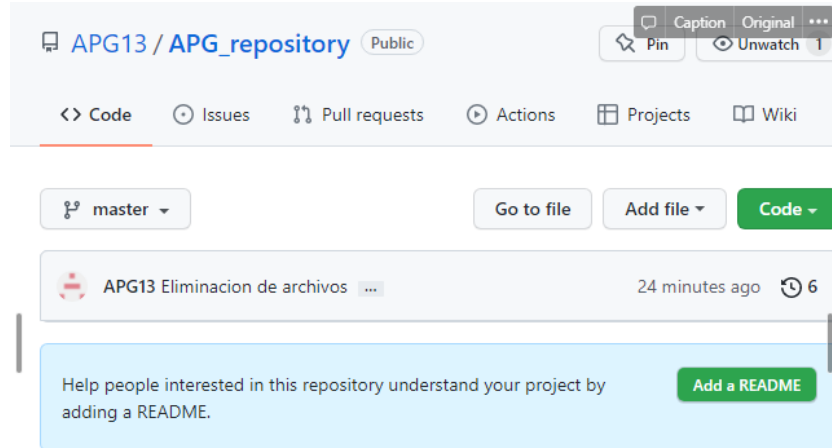 Caption Original
APG13 / APG_repository Public
Pin Unwatch 1
Code Issues Pull requests Actions Projects Wiki
master Go to file Add file Code
APG13 Eliminacion de archivos ... 24 minutes ago 6
Help people interested in this repository understand your project by
adding a README.
Add a README